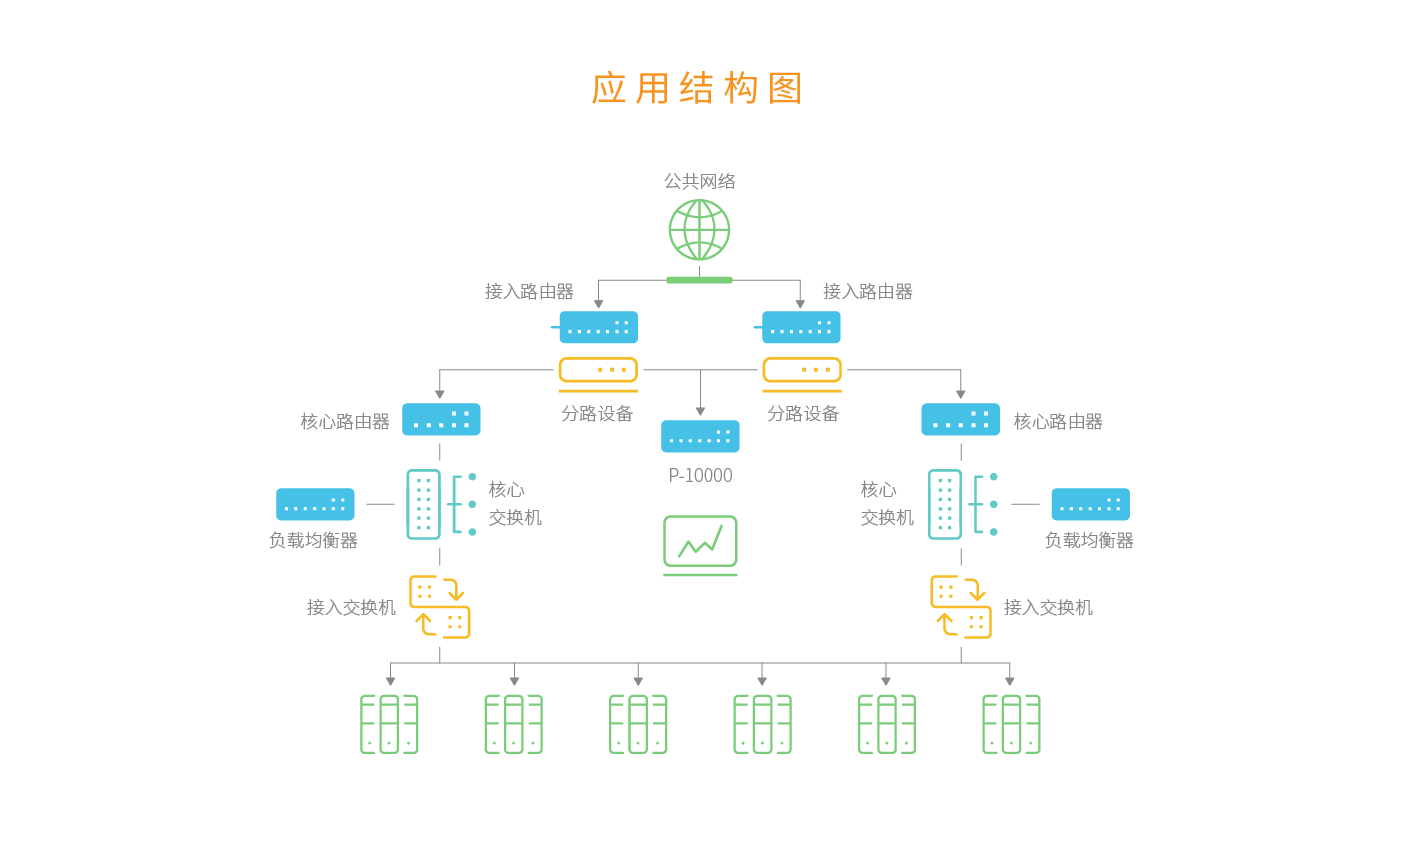 应用结构图
公共网络
接入路由器
接入路由器
分路设备
分路设备
核心路由器
核心路由器
P-10000
核心
交换机
核心
交换机
负载均衡器
负载均衡器
接入交换机
接入交换机